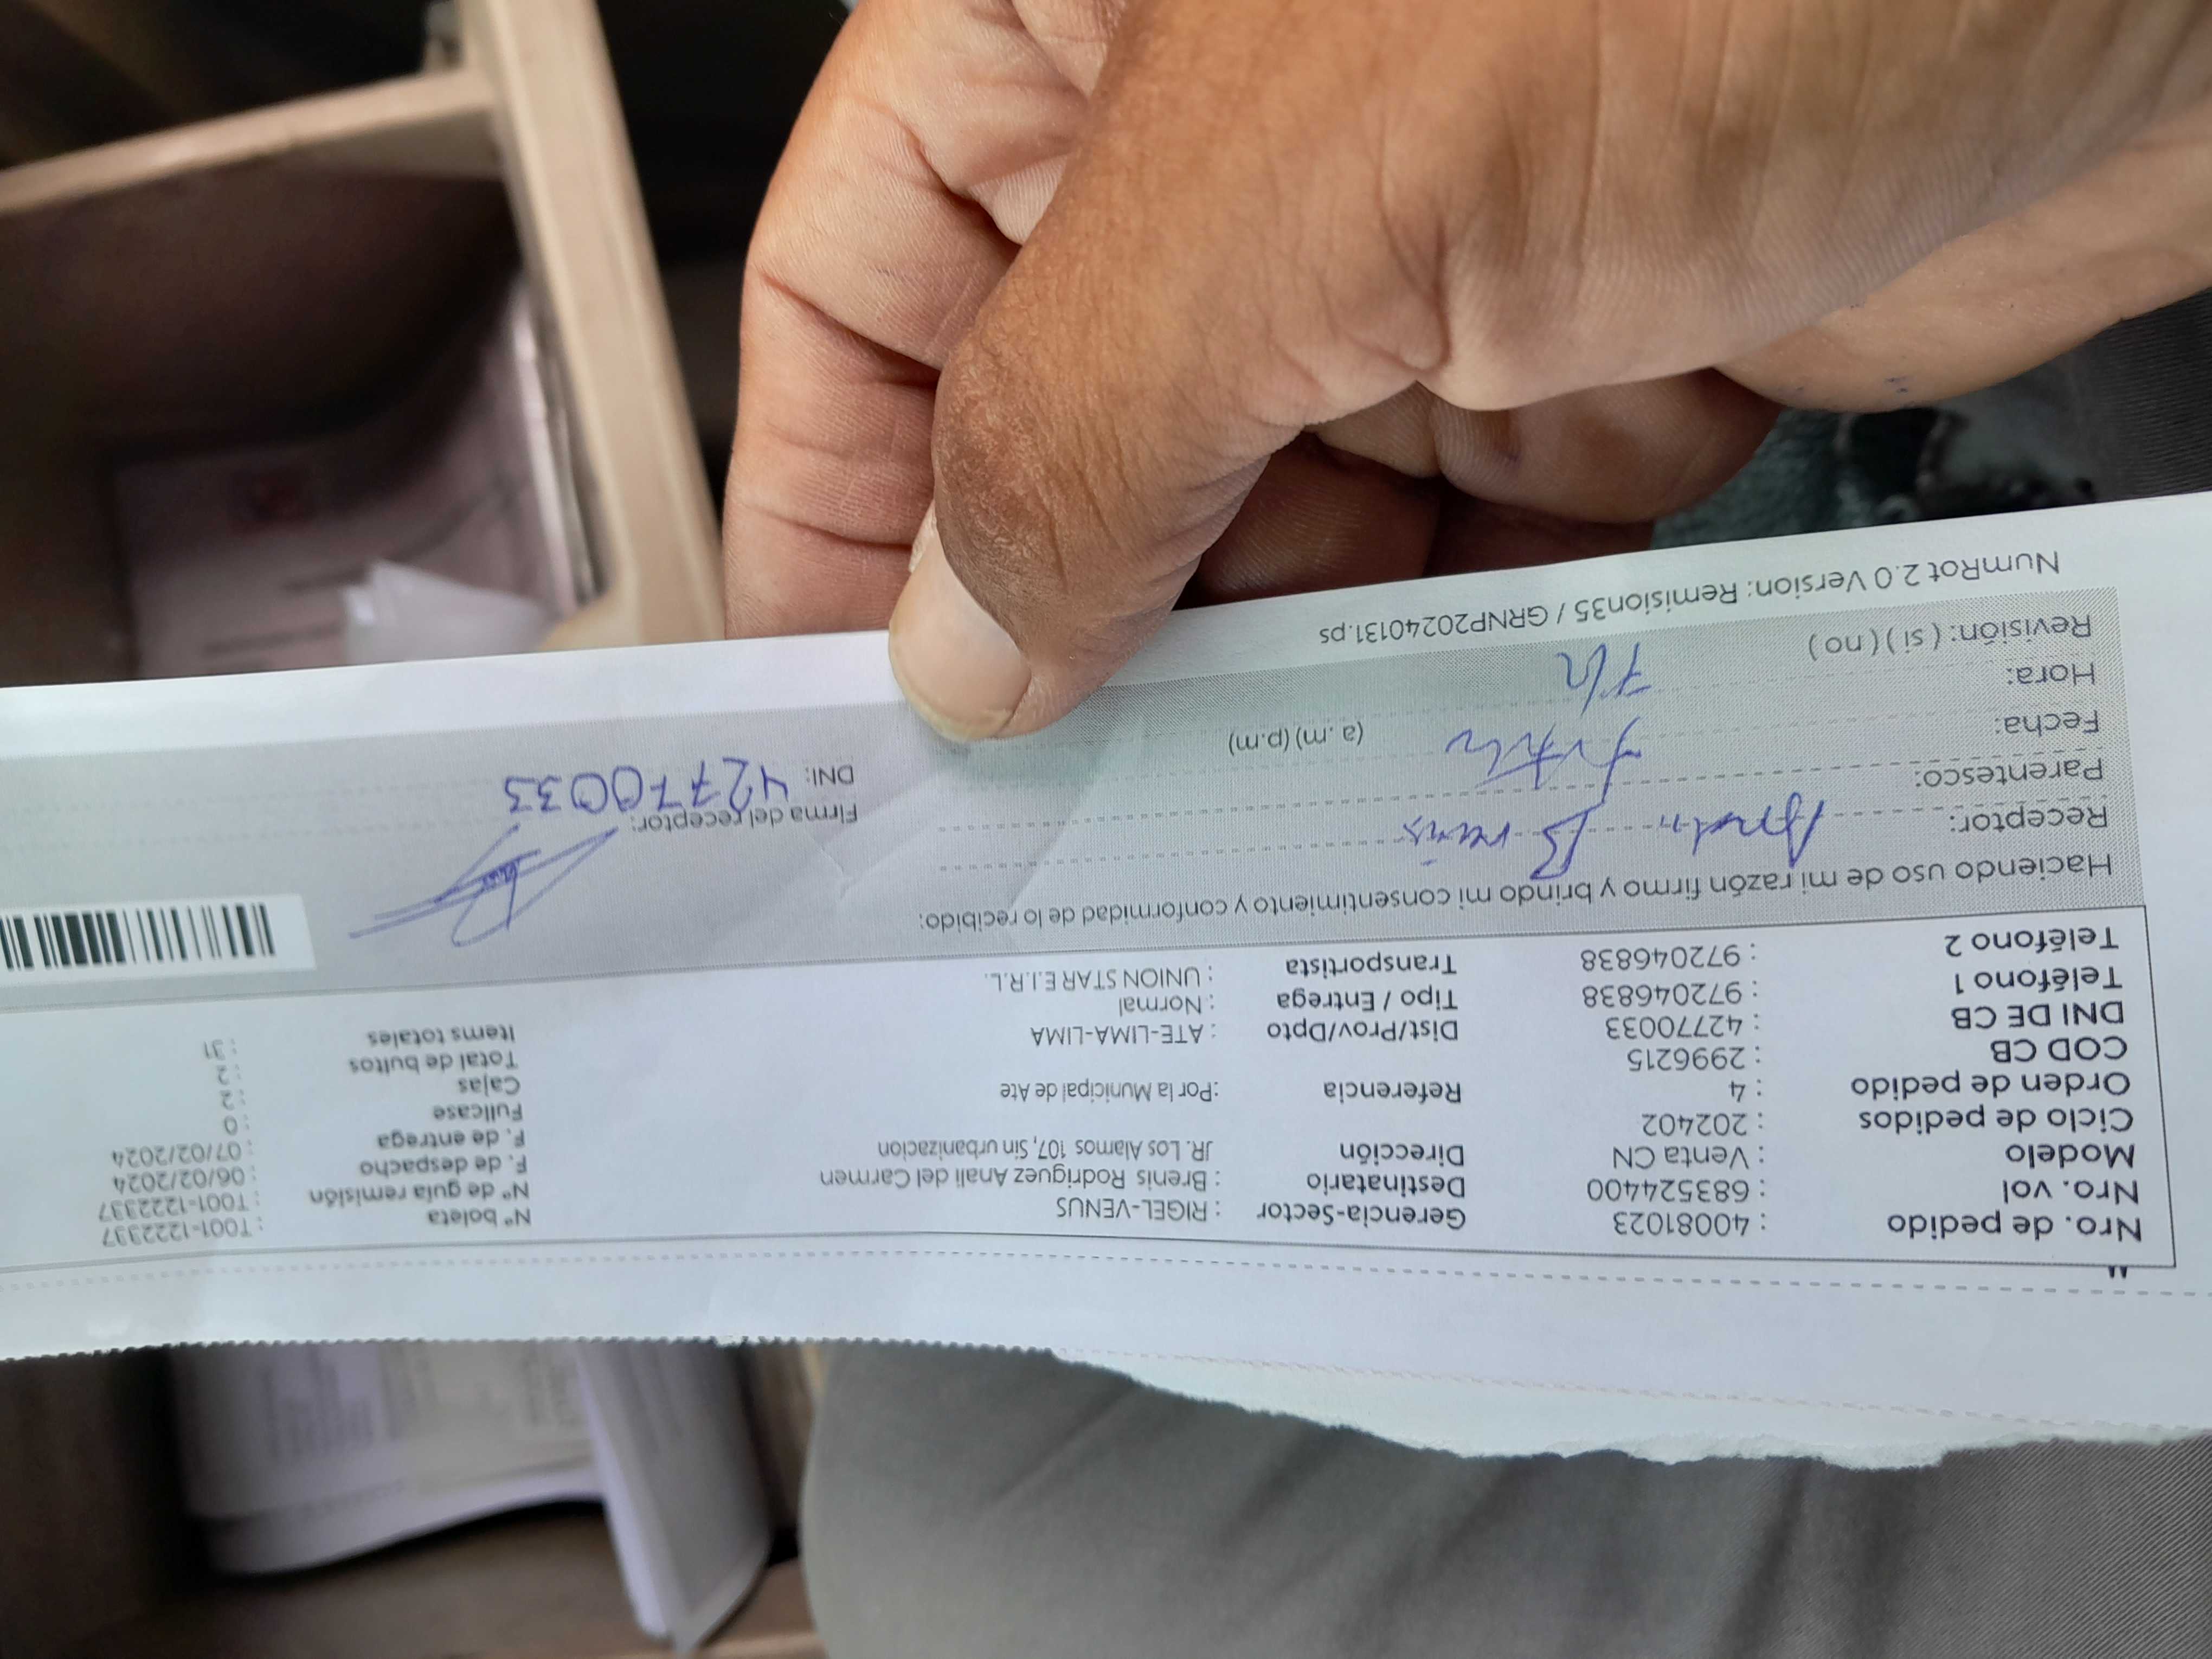 Nro. de pedido : 40081023 Gerencia-Sector : RIGEL-VENUS Nº boleta : T001-1222337
Nro. vol : 683524400 Destinatario : Brenis Rodriguez Anali del Carmen Nº de guía remisión : T001-1222337
Modelo : Venta CN Dirección JR. Los Alamos 107, Sin urbanizacion F. de despacho : 06/02/2024
Ciclo de pedidos : 202402 F. de entrega : 07/02/2024
Orden de pedido : 4 Referencia :Por la Municipal de Ate Fullcase : 0
COD CB : 2996215 Cajas : 2
DNI DE CB : 42770033 Dist/Prov/Dpto : ATE-LIMA-LIMA Total de bultos : 2
Teléfono 1 : 972046838 Tipo / Entrega : Normal Items totales : 31
Teléfono 2 : 972046838 Transportista : UNION STAR E.I.R.L.
Haciendo uso de mi razón firmo y brindo mi consentimiento y conformidad de lo recibido:
Receptor: Brenis
Parentesco: Firma del receptor:
Fecha: (a.m) (p.m) DNI: 42770033
Hora:
Revisión: ( si ) ( no )
NumRot 2.0 Version: Remision35 / GRNP20240131.ps